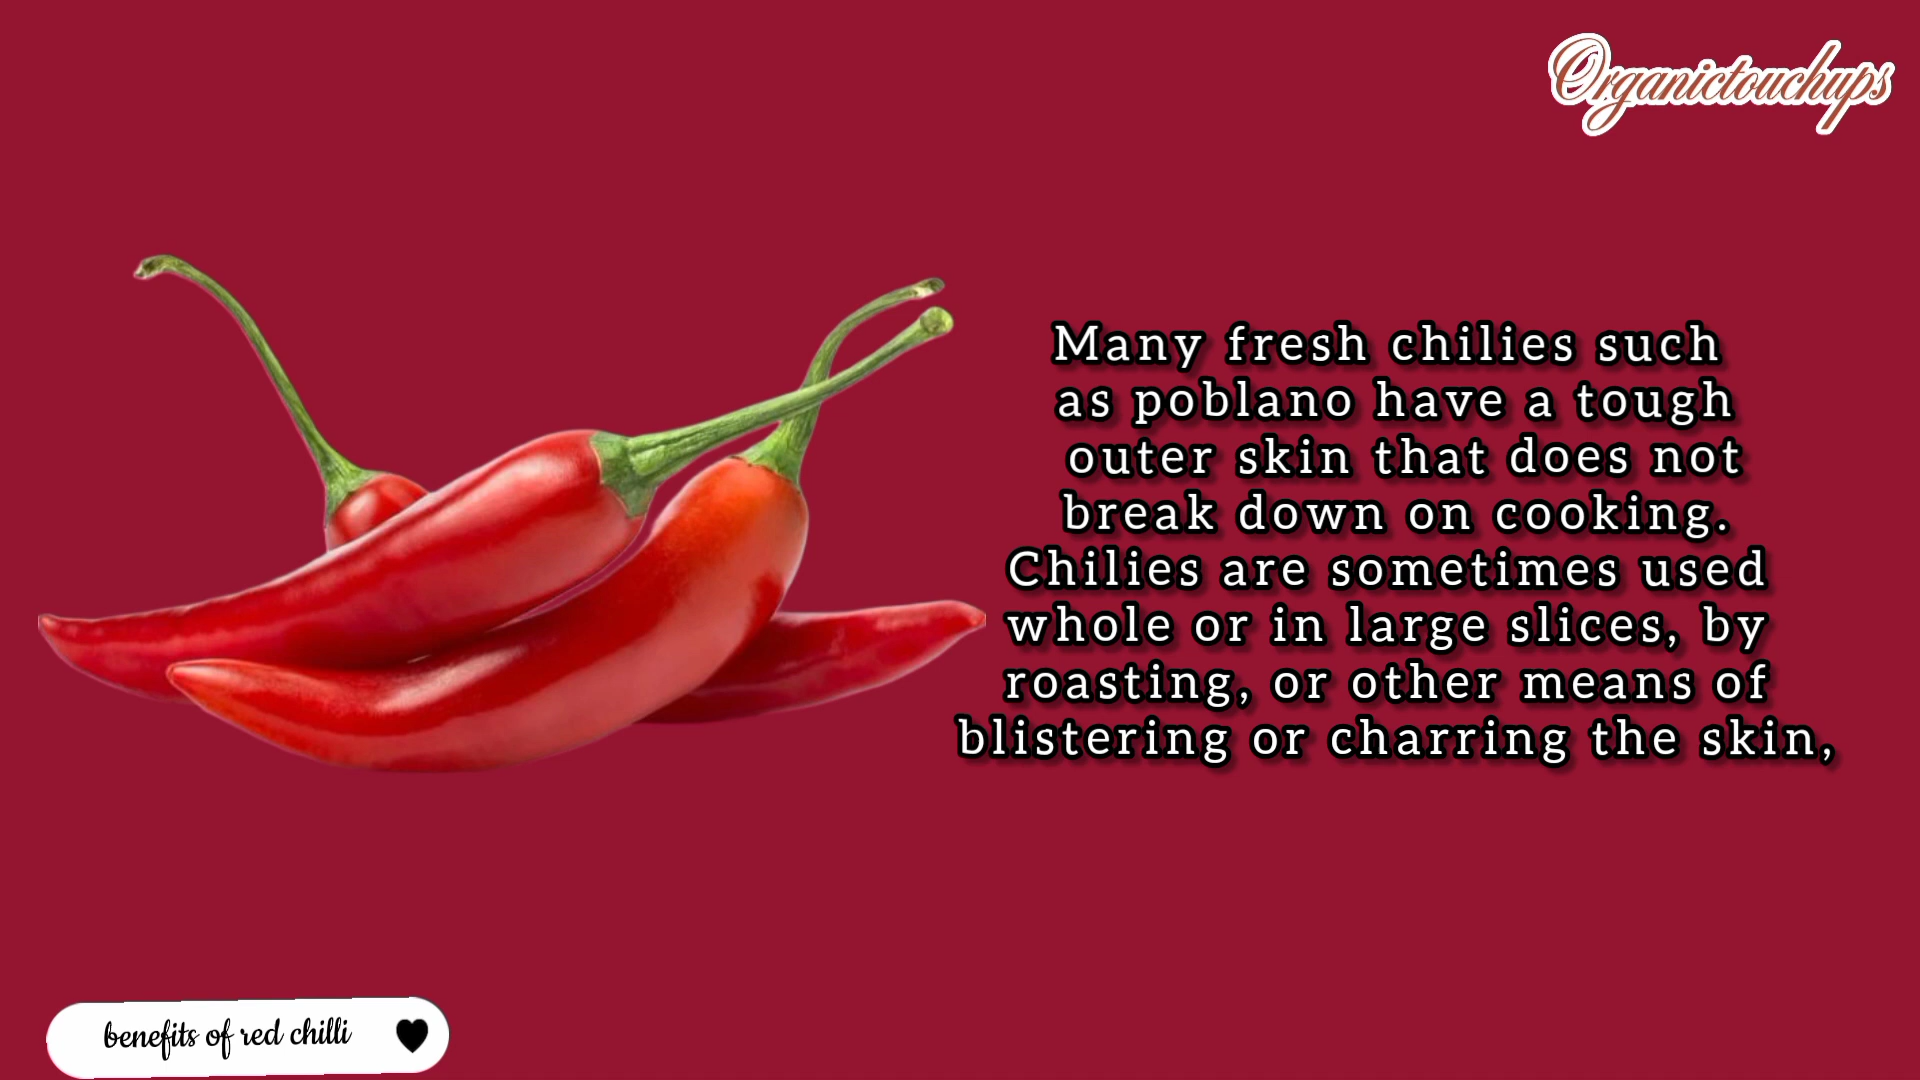 Organictouchups
Many fresh chilies such
as poblano have a tough
outer skin that does not
break down on cooking.
Chilies are sometimes used
whole or in large slices, by
roasting, or other means of
blistering or charring the skin,
benefits of red chilli